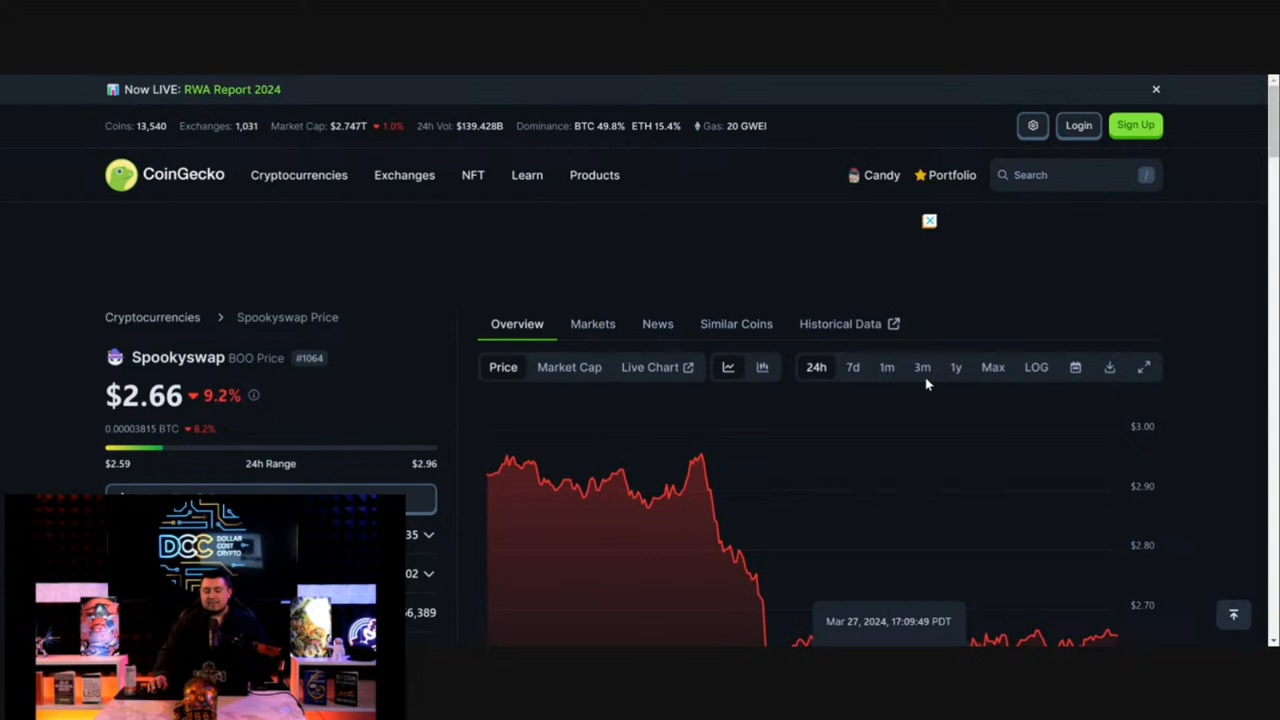 Now LIVE: RWA Report 2024
Coins: 13,540 Exchanges: 1,031 Market Cap: $2.747T 1.0% 24h Vol: $139.428B Dominance: BTC 49.8% ETH 15.4% Gas: 20 GWEI
Login Sign Up
CoinGecko Cryptocurrencies Exchanges NFT Learn Products Candy Portfolio Search /
Cryptocurrencies > Spookyswap Price
Overview Markets News Similar Coins Historical Data
Spookyswap BOO Price #1064
Price Market Cap Live Chart 24h 7d 1m 3m 1y Max LOG
$2.66 9.2%
0.00003815 BTC 8.2%
$2.59 24h Range $2.96
$3.00
$2.90
$2.80
$2.70
35
02
6,389
Mar 27, 2024, 17:09:49 PDT
DCC DOLLAR
COST
CRYPTO